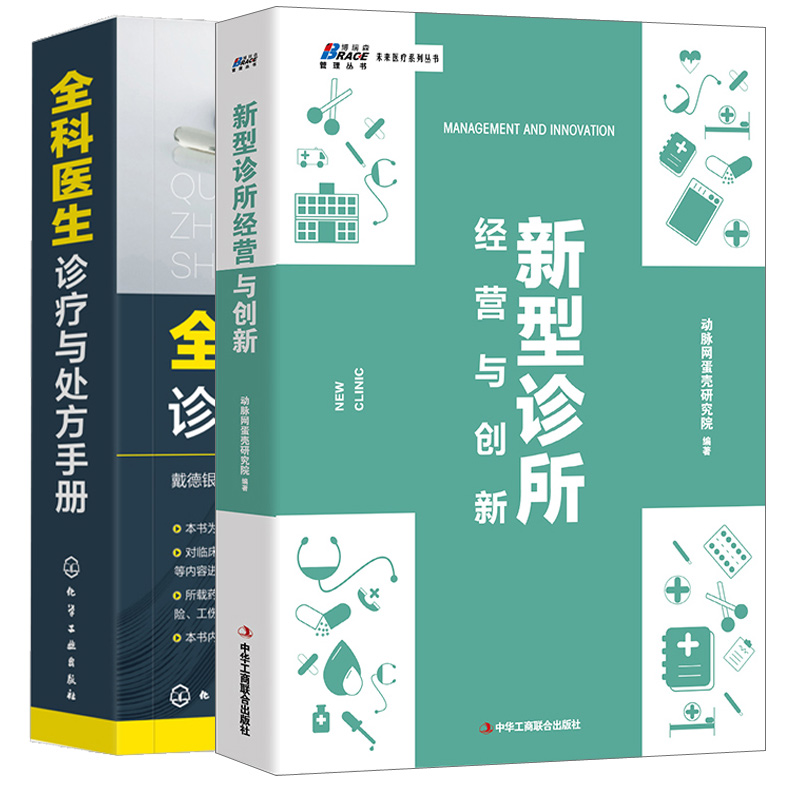 全科医生
诊疗与处方手册
化学工业出版社
QU
ZH
SH
全
诊
戴德银
本书为
对临床
等内容进
所载药
险、工伤
本书内
新型诊所经营与创新
动脉网蛋壳研究院 编著
中华工商联合出版社
博瑞森
BRACE
管理丛书
未来医疗系列丛书
MANAGEMENT AND INNOVATION
新型诊所
经营与创新
NEW
CLINIC
动脉网蛋壳研究院 编著
中华工商联合出版社